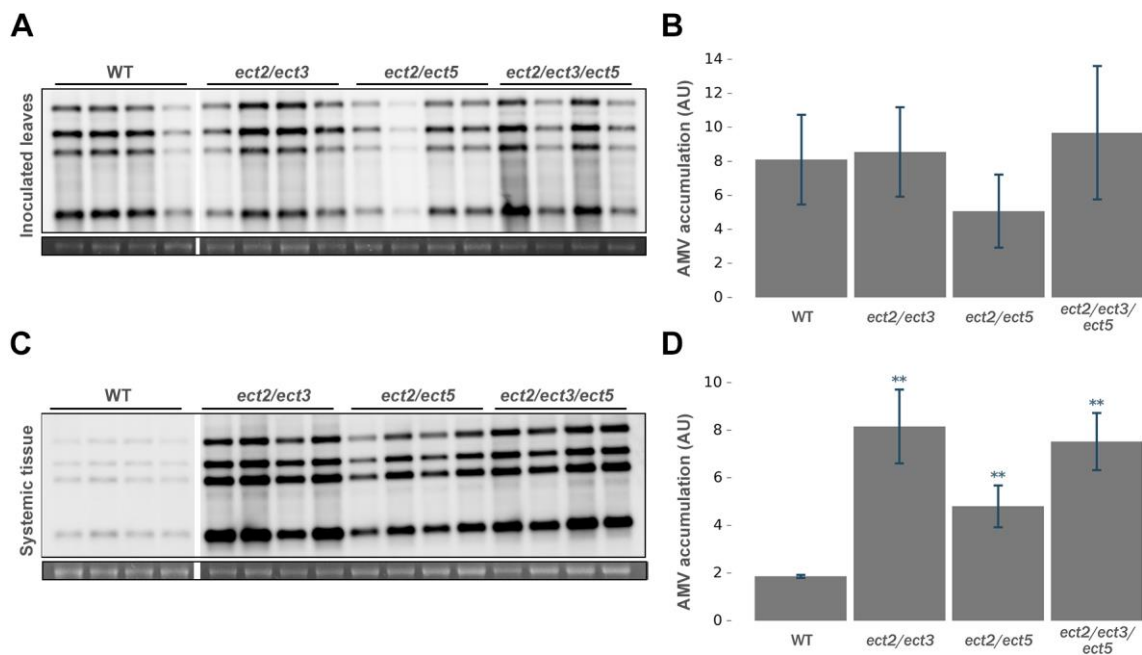 A
WT
ect2/ect3
ect2/ect5
ect2/ect3/ect5
Inoculated leaves
B
AMV accumulation (AU)
14
12
10
8
6
4
2
0
WT
ect2/ect3
ect2/ect5
ect2/ect3/
ect5
C
WT
ect2/ect3
ect2/ect5
ect2/ect3/ect5
Systemic tissue
D
AMV accumulation (AU)
10
8
6
4
2
0
**
**
**
WT
ect2/ect3
ect2/ect5
ect2/ect3/
ect5